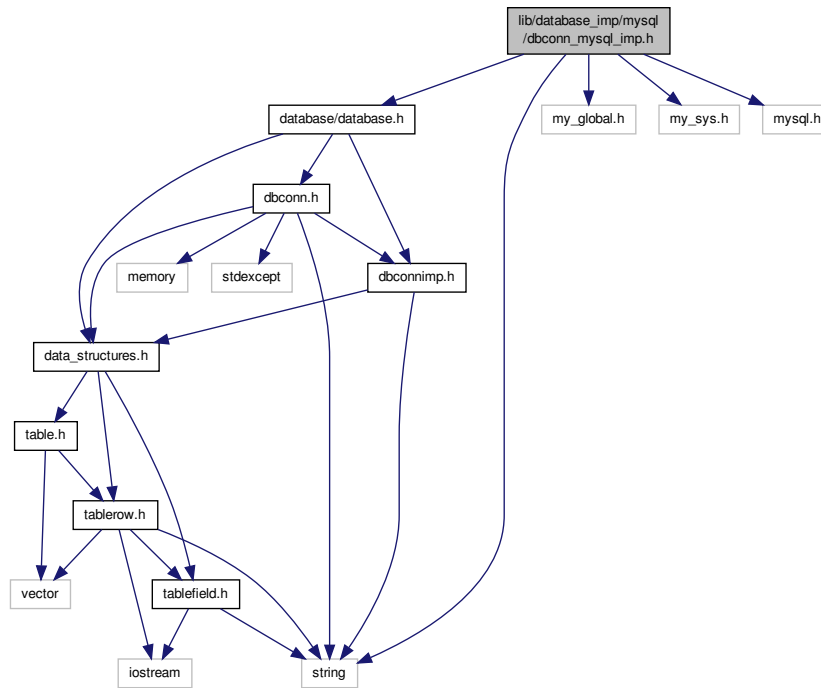 lib/database_imp/mysql
/dbconn_mysql_imp.h
database/database.h
my_global.h
my_sys.h
mysql.h
dbconn.h
memory
stdexcept
dbconnimp.h
data_structures.h
table.h
tablerow.h
vector
tablefield.h
iostream
string